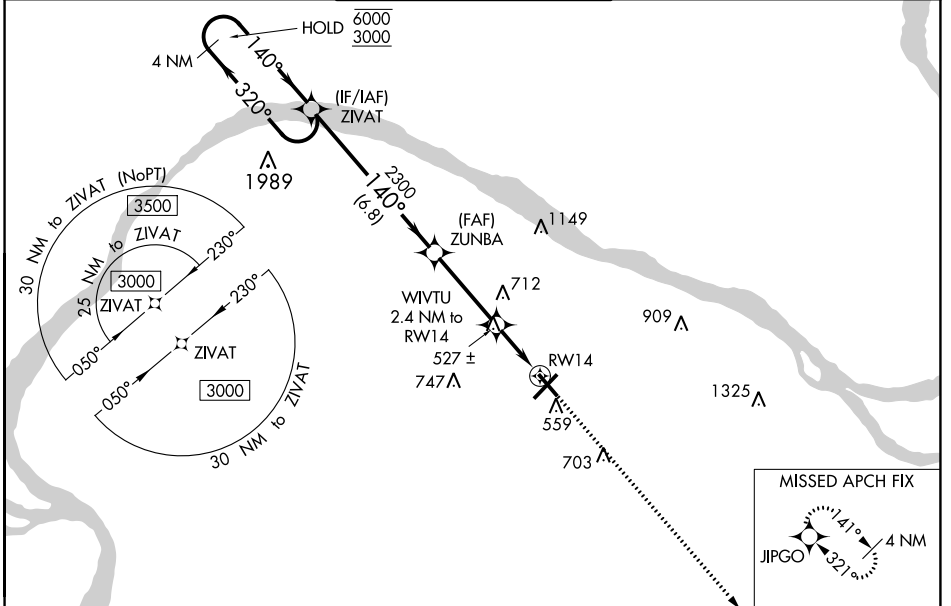 HOLD 6000
3000
4 NM
140°
320°
(IF/IAF)
ZIVAT
1989
2300
140°
(6.8)
(FAF)
ZUNBA
1149
30 NM to ZIVAT (NoPT)
3500
25 NM to ZIVAT
230°
3000
ZIVAT
050°
230°
ZIVAT
050°
3000
30 NM to ZIVAT
712
WIVTU
2.4 NM to
RW14
527 ±
747
909
RW14
559
1325
703
MISSED APCH FIX
141°
4 NM
JIPGO
321°